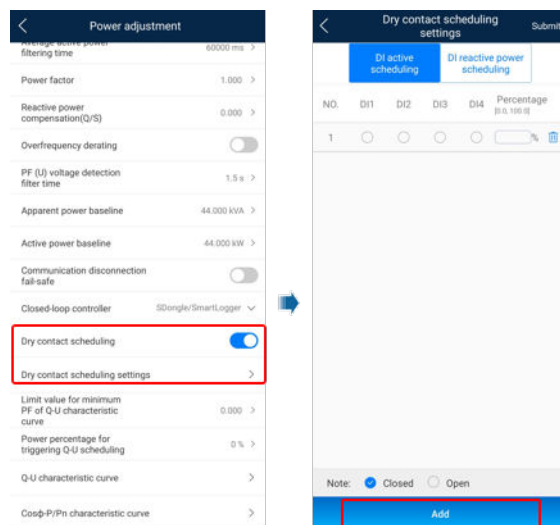 Power adjustment
Average active power
filtering time
60000 ms
Power factor
1.000
Reactive power
compensation(Q/S)
0.000
Overfrequency derating
PF (U) voltage detection
filter time
1.5 s
Apparent power baseline
44.000 kVA
Active power baseline
44.000 kW
Communication disconnection
fail-safe
Closed-loop controller
SDongle/SmartLogger
Dry contact scheduling
Dry contact scheduling settings
Limit value for minimum
PF of Q-U characteristic
curve
0.000
Power percentage for
triggering Q-U scheduling
0 %
Q-U characteristic curve
Cosф-P/Pn characteristic curve
Dry contact scheduling
settings
Submit
DI active
scheduling
DI reactive power
scheduling
NO. DI1 DI2 DI3 DI4 Percentage
[0.0, 100.0]
1 %
Note: Closed Open
Add